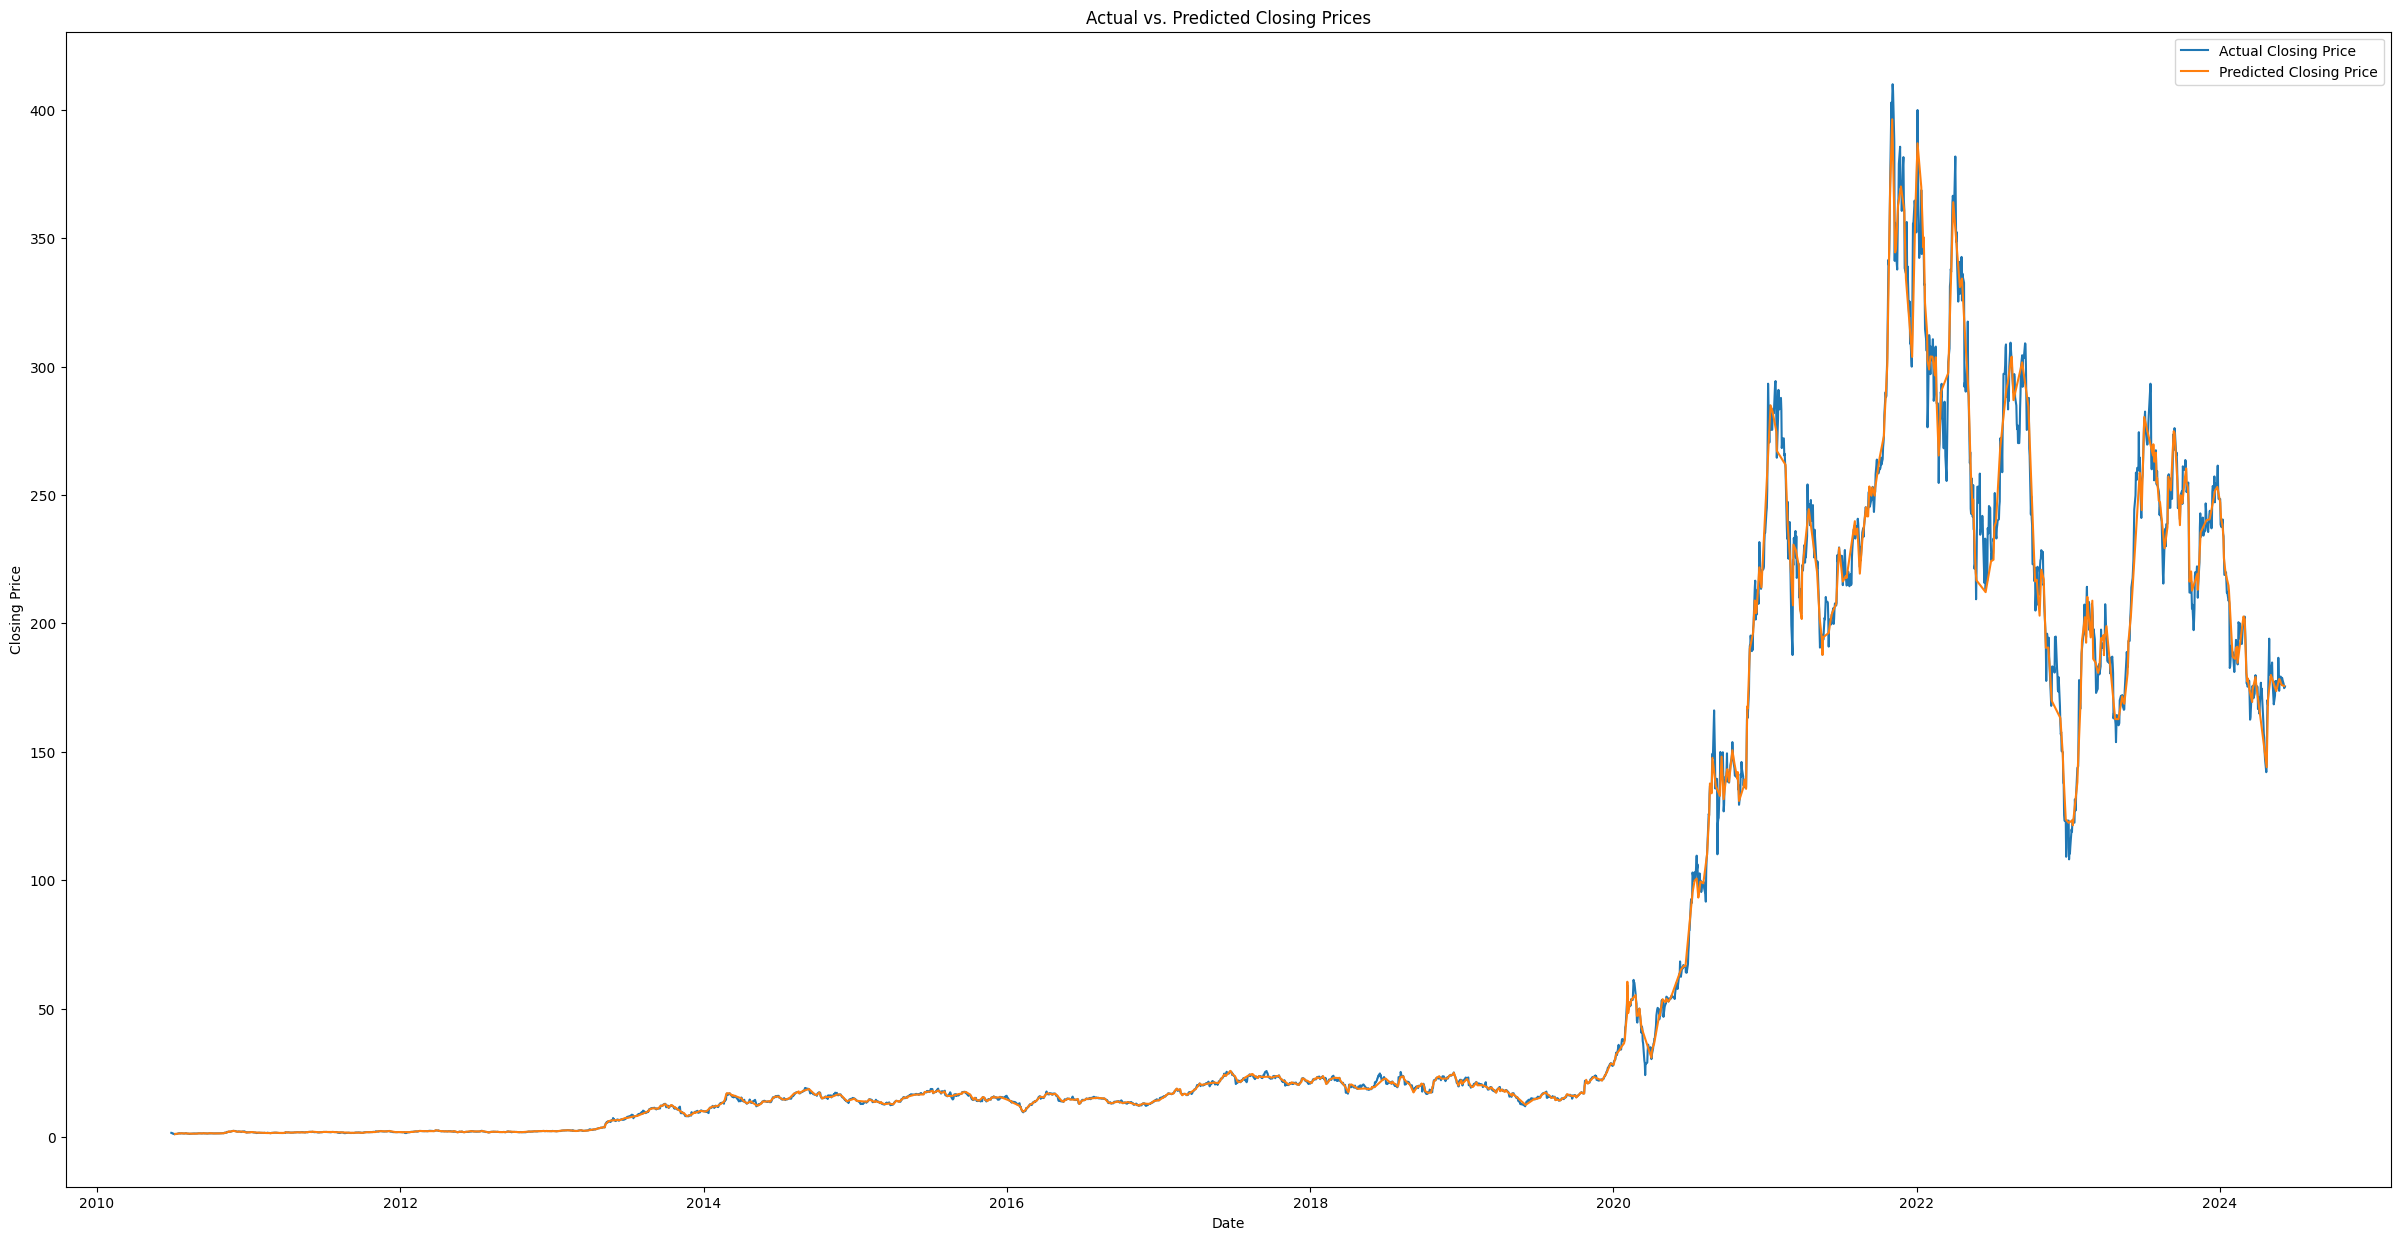 Actual vs. Predicted Closing Prices
Actual Closing Price
Predicted Closing Price
400
350
300
250
200
150
100
50
0
Closing Price
2010 2012 2014 2016 2018 2020 2022 2024
Date